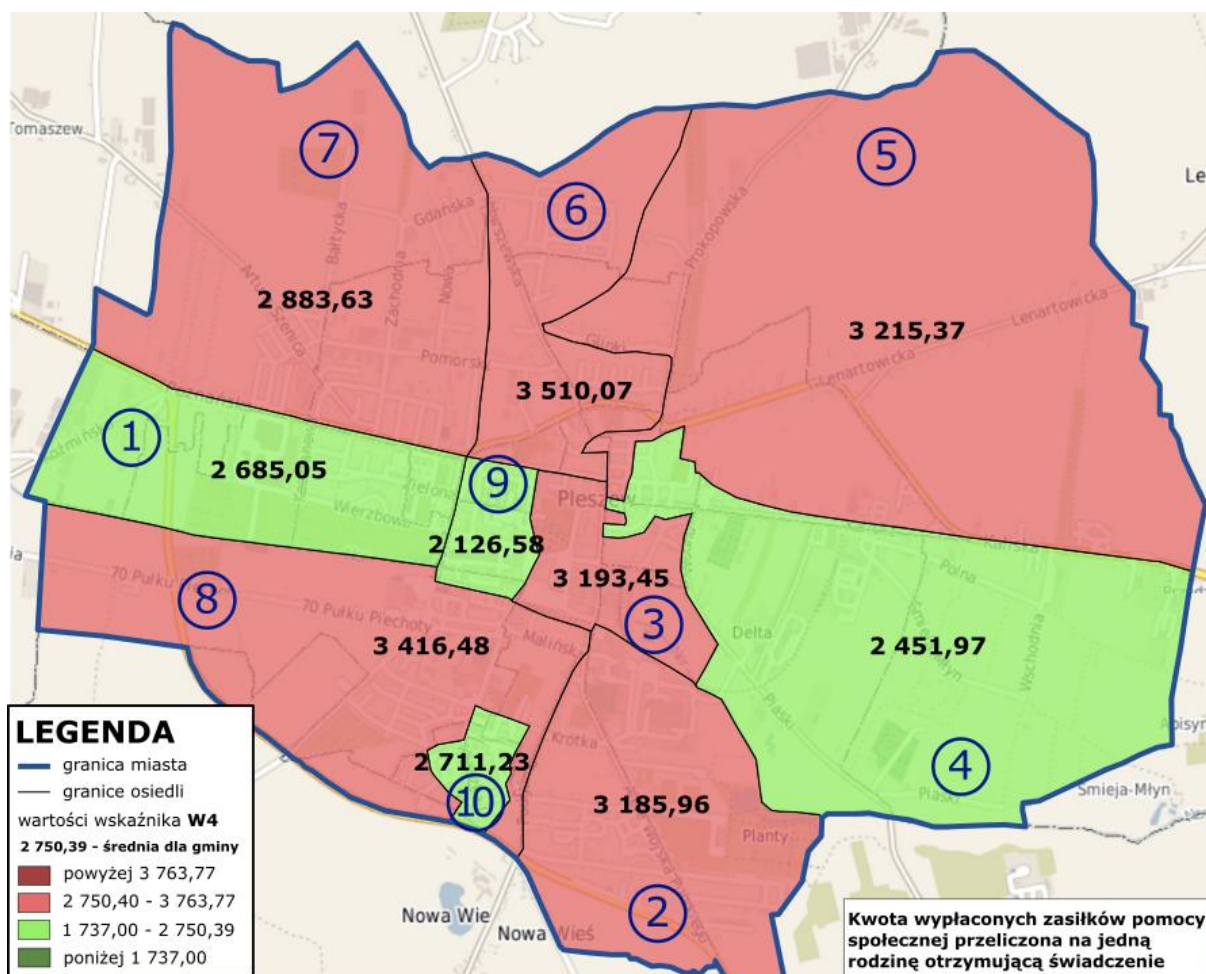 Tomaszew
7
5
6
Le
Gdańska
Bałtycka
Zachodnia
Nowa
Prokopowska
2 883,63
3 215,37
Lenartowicka
Glinki
Pomorski
Lenartowicka
3 510,07
1
2 685,05
Zielona
9
Pleszew
Wierzbowa
2 126,58
Kaliska
Polna
3 193,45
8
70 Pułku Piechoty
3
Delta
Wschodnia
3 416,48
Maliński
2 451,97
Piaski
Krótka
2 711,23
10
3 185,96
4
Piaski
Smieja-Młyn
Planty
2
Nowa Wie
Nowa Wieś
LEGENDA
granica miasta
granice osiedli
wartości wskaźnika W4
2 750,39 - średnia dla gminy
powyżej 3 763,77
2 750,40 - 3 763,77
1 737,00 - 2 750,39
poniżej 1 737,00
Kwota wypłaconych zasiłków pomocy
społecznej przeliczona na jedną
rodzinę otrzymującą świadczenie